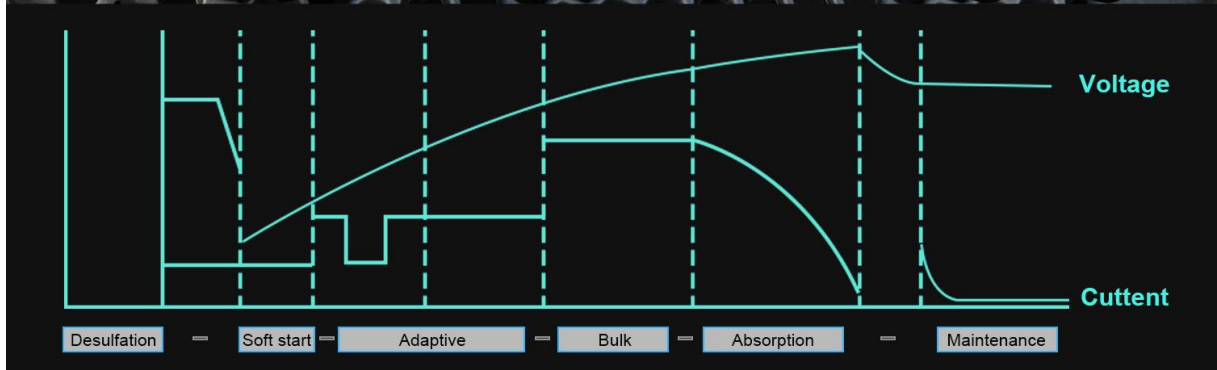 Voltage
Cuttent
Desulfation
Soft start
Adaptive
Bulk
Absorption
Maintenance